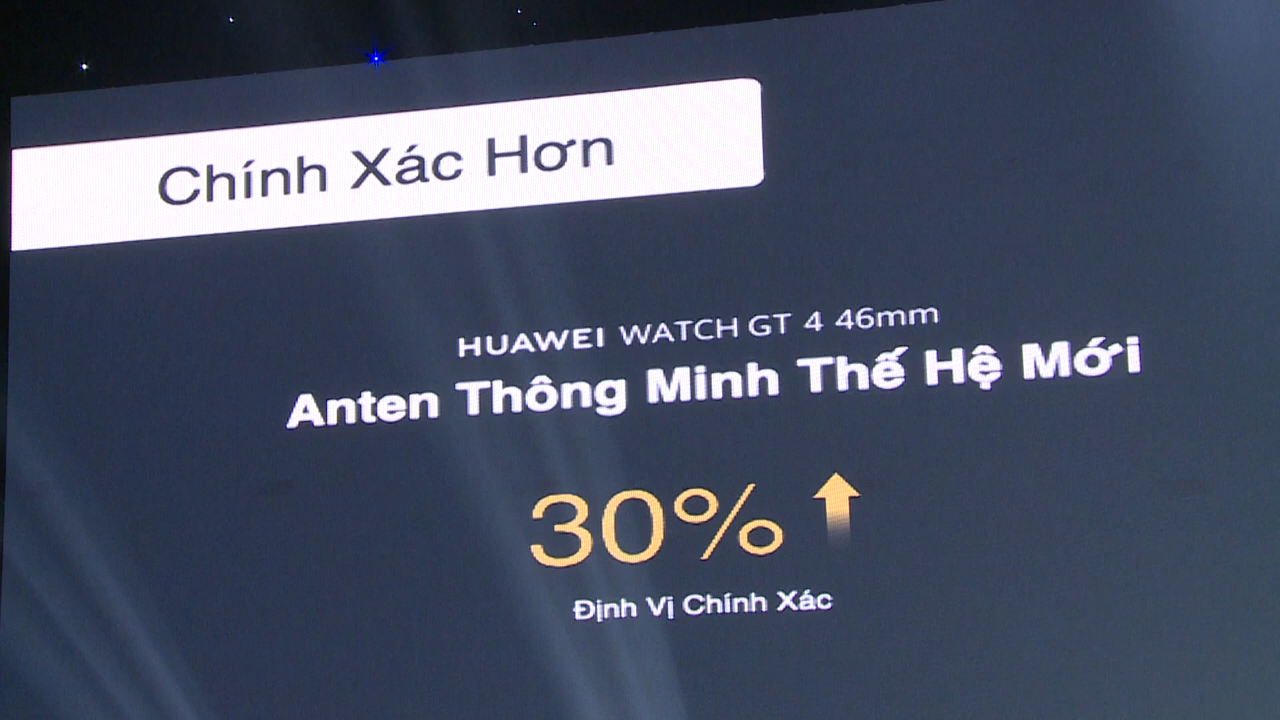 Chính Xác Hơn
HUAWEI WATCH GT 4 46mm
Anten Thông Minh Thế Hệ Mới
30%
Định Vị Chính Xác